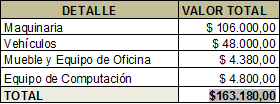 DETALLE VALOR TOTAL
Maquinaria $ 106.000,00
Vehículos $ 48.000,00
Mueble y Equipo de Oficina $ 4.380,00
Equipo de Computación $ 4.800,00
TOTAL $163.180,00